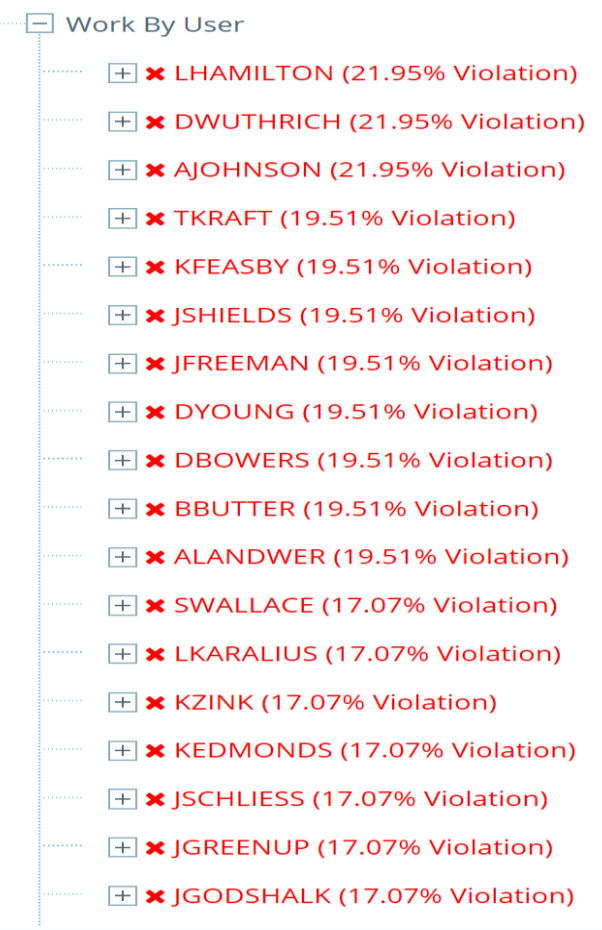 Work By User
LHAMILTON (21.95% Violation)
DWUTHRICH (21.95% Violation)
AJOHNSON (21.95% Violation)
TKRAFT (19.51% Violation)
KFEASBY (19.51% Violation)
JSHIELDS (19.51% Violation)
JFREEMAN (19.51% Violation)
DYOUNG (19.51% Violation)
DBOWERS (19.51% Violation)
BBUTTER (19.51% Violation)
ALANDWER (19.51% Violation)
SWALLACE (17.07% Violation)
LKARALIUS (17.07% Violation)
KZINK (17.07% Violation)
KEDMONDS (17.07% Violation)
JSCHLIESS (17.07% Violation)
JGREENUP (17.07% Violation)
JGODSHALK (17.07% Violation)